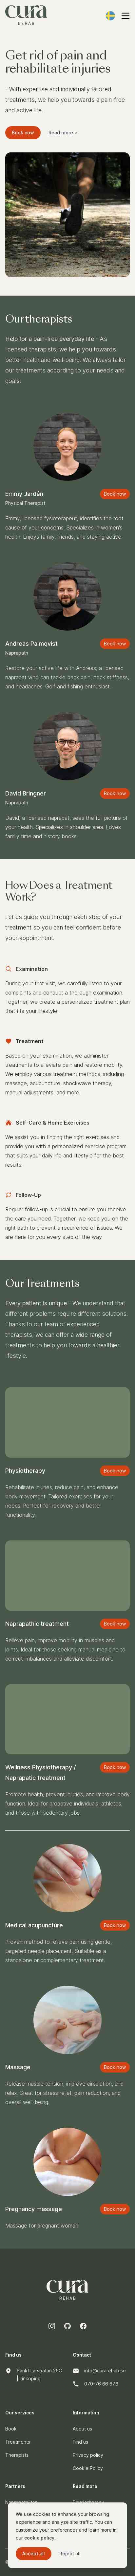 cura
REHAB
Get rid of pain and
rehabilitate injuries
- With expertise and individually tailored
treatments, we help you towards a pain-free
and active life.
Book now
Read more→
Our therapists
Help for a pain-free everyday life - As
licensed therapists, we help you towards
better health and well-being. We always tailor
our treatments according to your needs and
goals.
Emmy Jardén
Book now
Physical Therapist
Emmy, licensed fysioterapeut, identifies the root
cause of your concerns. Specializes in women's
health. Enjoys family, friends, and staying active.
Andreas Palmqvist
Book now
Naprapath
Restore your active life with Andreas, a licensed
naprapat who can tackle back pain, neck stiffness,
and headaches. Golf and fishing enthusiast.
David Bringner
Book now
Naprapath
David, a licensed naprapat, sees the full picture of
your health. Specializes in shoulder area. Loves
family time and history books.
How Does a Treatment
Work?
Let us guide you through each step of your
treatment so you can feel confident before
your appointment.
Examination
During your first visit, we carefully listen to your
complaints and conduct a thorough examination.
Together, we create a personalized treatment plan
that fits your lifestyle.
Treatment
Based on your examination, we administer
treatments to alleviate pain and restore mobility.
We employ various treatment methods, including
massage, acupuncture, shockwave therapy,
manual adjustments, and more.
Self-Care & Home Exercises
We assist you in finding the right exercises and
provide you with a personalized exercise program
that suits your daily life and lifestyle for the best
results.
Follow-Up
Regular follow-up is crucial to ensure you receive
the care you need. Together, we keep you on the
right path to prevent a recurrence of issues. We
are here for you every step of the way.
Our Treatments
Every patient is unique - We understand that
different problems require different solutions.
Thanks to our team of experienced
therapists, we can offer a wide range of
treatments to help you towards a healthier
lifestyle.
Physiotherapy
Book now
Rehabilitate injuries, reduce pain, and enhance
body movement. Tailored exercises for your
needs. Perfect for recovery and better
functionality
Naprapathic treatment
Book now
Relieve pain, improve mobility in muscles and
joints. Ideal for those seeking manual medicine to
correct imbalances and alleviate discomfort
Wellness Physiotherapy /
Naprapatic treatment
Book now
Promote health, prevent injuries, and improve body
function. Ideal for proactive individuals, athletes,
and those with sedentary jobs.
Medical acupuncture
Book now
Proven method to relieve pain using gentle,
targeted needle placement. Suitable as a
standalone or complementary treatment.
Massage
Book now
Release muscle tension, improve circulation, and
relax. Great for stress relief, pain reduction, and
overall well-being.
Pregnancy massage
Book now
Massage for pregnant woman
cura
REHAB
Find us
Contact
Sankt Larsgatan 25C
| Linköping
info@curarehab.se
070-76 66 876
Our services
Information
Book
About us
Treatments
Find us
Therapists
Privacy policy
Cookie Policy
Partners
Read more
We use cookies to enhance your browsing
experience and analyze site traffic. You can
customize your preferences and learn more in
our cookie policy.
Accept all
Reject all